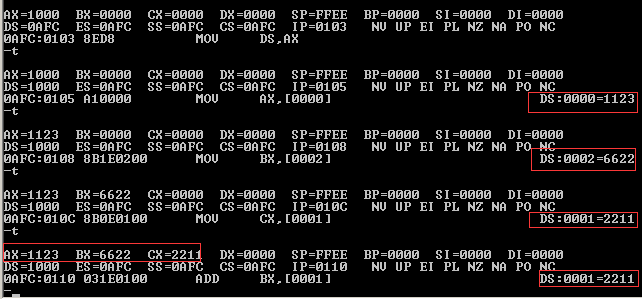 AX=1000  BX=0000  CX=0000  DX=0000  SP=FFEE  BP=0000  SI=0000  DI=0000
DS=0AFC  ES=0AFC  SS=0AFC  CS=0AFC  IP=0103   NV UP EI PL NZ NA PO NC
0AFC:0103 8ED8          MOV     DS,AX
-t
AX=1000  BX=0000  CX=0000  DX=0000  SP=FFEE  BP=0000  SI=0000  DI=0000
DS=1000  ES=0AFC  SS=0AFC  CS=0AFC  IP=0105   NV UP EI PL NZ NA PO NC
0AFC:0105 A10000        MOV     AX,[0000]                          DS:0000=1123
-t
AX=1123  BX=0000  CX=0000  DX=0000  SP=FFEE  BP=0000  SI=0000  DI=0000
DS=1000  ES=0AFC  SS=0AFC  CS=0AFC  IP=0108   NV UP EI PL NZ NA PO NC
0AFC:0108 8B1E0200      MOV     BX,[0002]                          DS:0002=6622
-t
AX=1123  BX=6622  CX=0000  DX=0000  SP=FFEE  BP=0000  SI=0000  DI=0000
DS=1000  ES=0AFC  SS=0AFC  CS=0AFC  IP=010C   NV UP EI PL NZ NA PO NC
0AFC:010C 8B0E0100      MOV     CX,[0001]                          DS:0001=2211
-t
AX=1123  BX=6622  CX=2211  DX=0000  SP=FFEE  BP=0000  SI=0000  DI=0000
DS=1000  ES=0AFC  SS=0AFC  CS=0AFC  IP=0110   NV UP EI PL NZ NA PO NC
0AFC:0110 031E0100      ADD     BX,[0001]                          DS:0001=2211
-